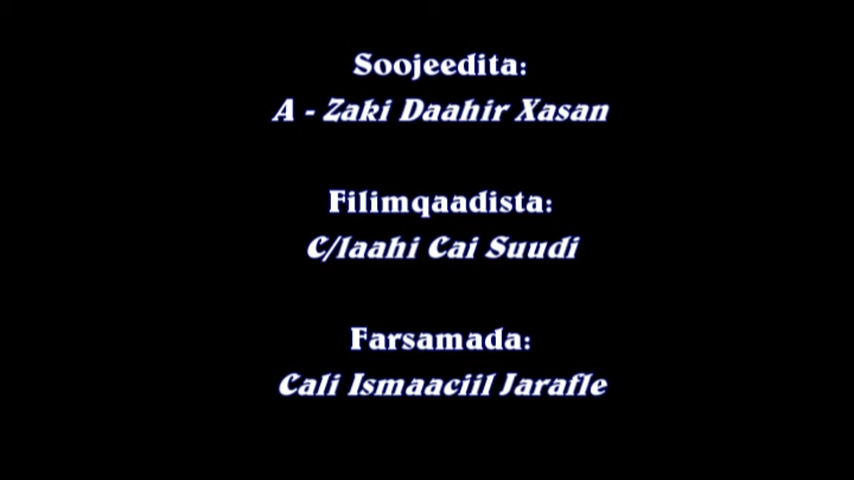 Soojeedita:
A - Zaki Daahir Xasan
Filimqaadista:
C/laahi Cai Suudi
Farsamada:
Cali Ismaaciil Jarafle